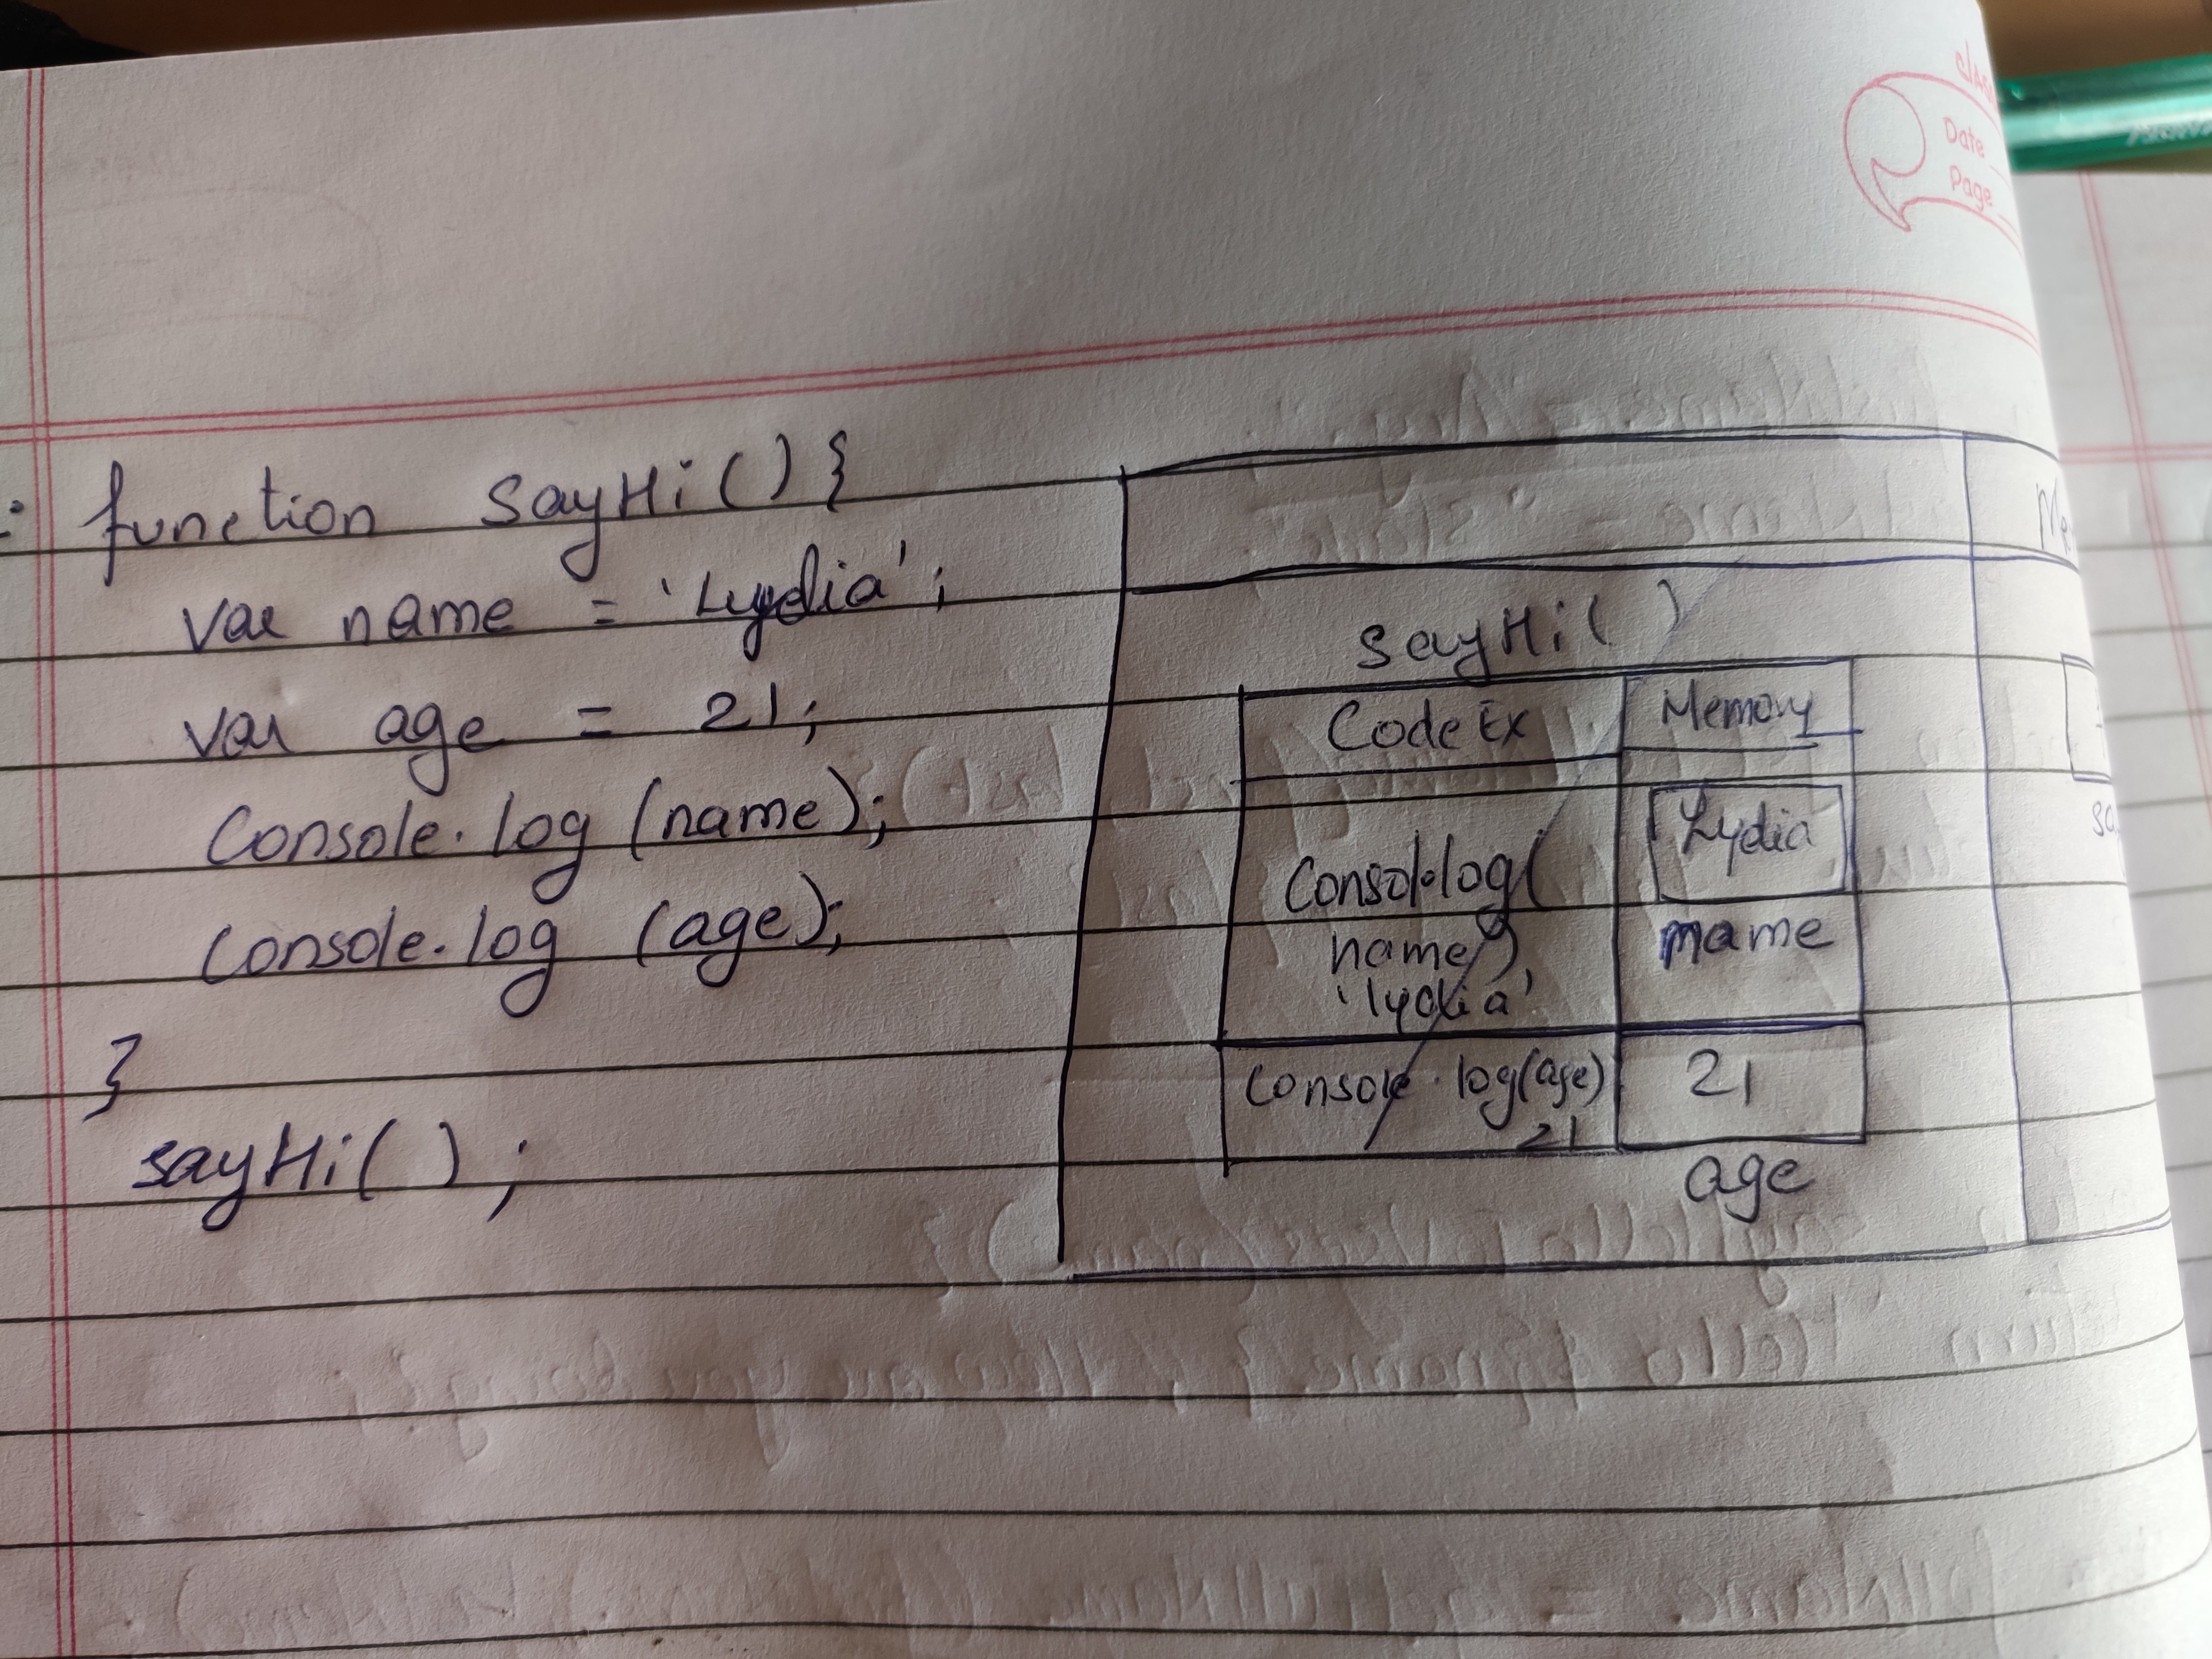 function sayHi() {
var name = 'Lydia';
var age = 21;
Console.log (name);
Console.log (age);
}
sayHi();
SayHi()
Code Ex
Memory
Console.log(
name)
'lydia'
Lydia
name
Console.log(age)
21
21
age
Date
Page